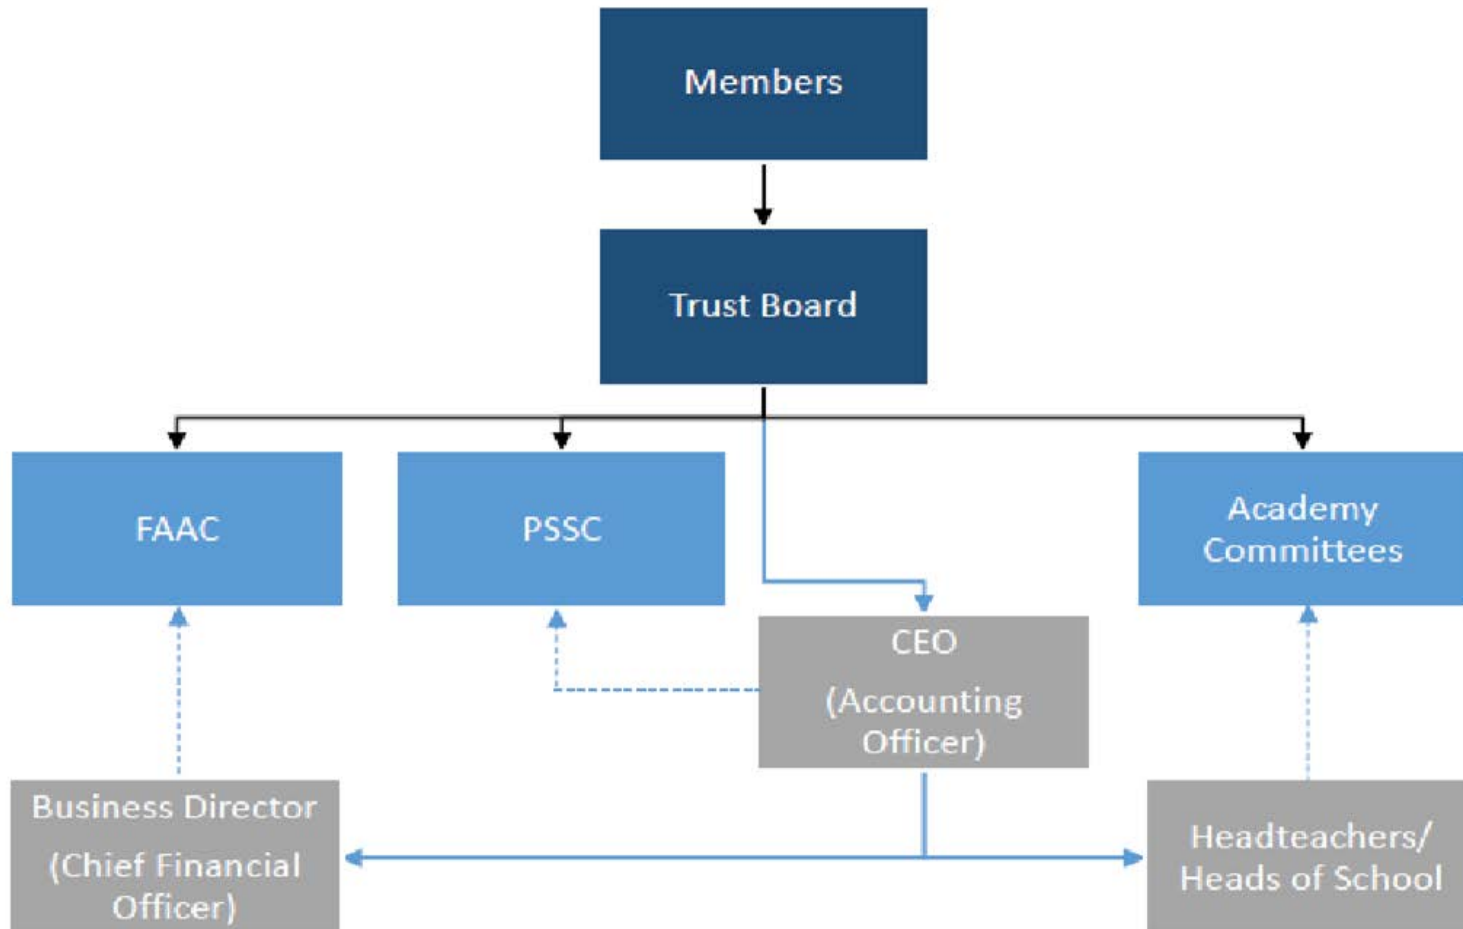 Members
Trust Board
FAAC
PSSC
Academy
Committees
CEO
(Accounting
Officer)
Business Director
(Chief Financial
Officer)
Headteachers/
Heads of School